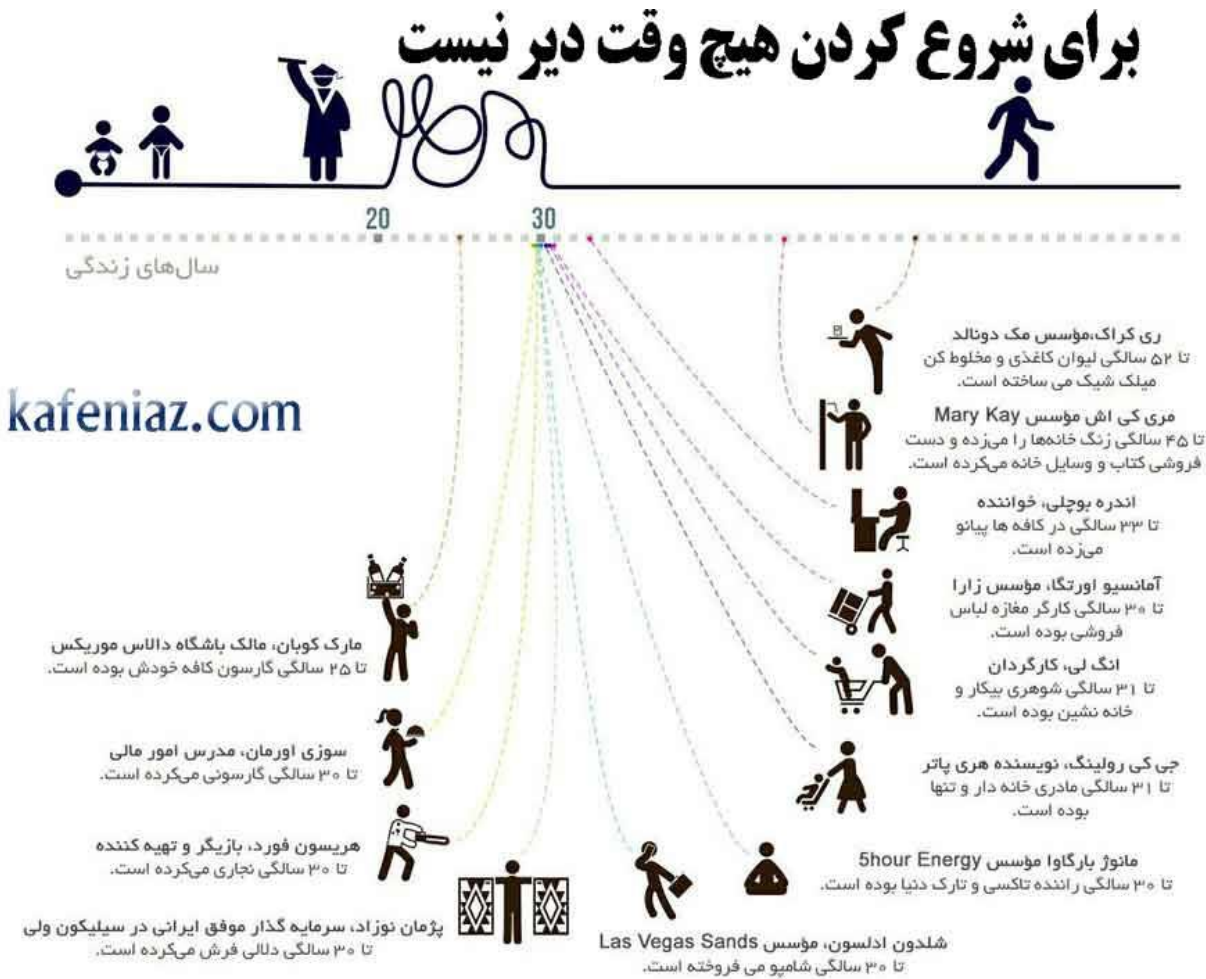 برای شروع کردن هیچ وقت دیر نیست
20
30
سال‌های زندگی
kafeniaz.com
ری کراک،مؤسس مک دونالد
تا ۵۲ سالگی لیوان کاغذی و مخلوط کن
میلک شیک می ساخته است.
مری کی اش مؤسس Mary Kay
تا ۴۵ سالگی زنگ خانه‌ها را می‌زده و دست
فروشی کتاب و وسایل خانه می‌کرده است.
اندره بوچلی، خواننده
تا ۳۳ سالگی در کافه ها پیانو
می‌زده است.
آمانسیو اورتگا، مؤسس زارا
تا ۳۰ سالگی کارگر مغازه لباس
فروشی بوده است.
انگ لی، کارگردان
تا ۳۱ سالگی شوهری بیکار و
خانه نشین بوده است.
جی کی رولینگ، نویسنده هری پاتر
تا ۳۱ سالگی مادری خانه دار و تنها
بوده است.
مانوژ بارگاوا مؤسس 5hour Energy
تا ۳۰ سالگی راننده تاکسی و تارک دنیا بوده است.
شلدون ادلسون، مؤسس Las Vegas Sands
تا ۳۰ سالگی شامپو می فروخته است.
مارک کوبان، مالک باشگاه دالاس موریکس
تا ۲۵ سالگی گارسون کافه خودش بوده است.
سوزی اورمان، مدرس امور مالی
تا ۳۰ سالگی گارسونی می‌کرده است.
هریسون فورد، بازیگر و تهیه کننده
تا ۳۰ سالگی نجاری می‌کرده است.
پژمان نوزاد، سرمایه گذار موفق ایرانی در سیلیکون ولی
تا ۳۰ سالگی دلالی فرش می‌کرده است.